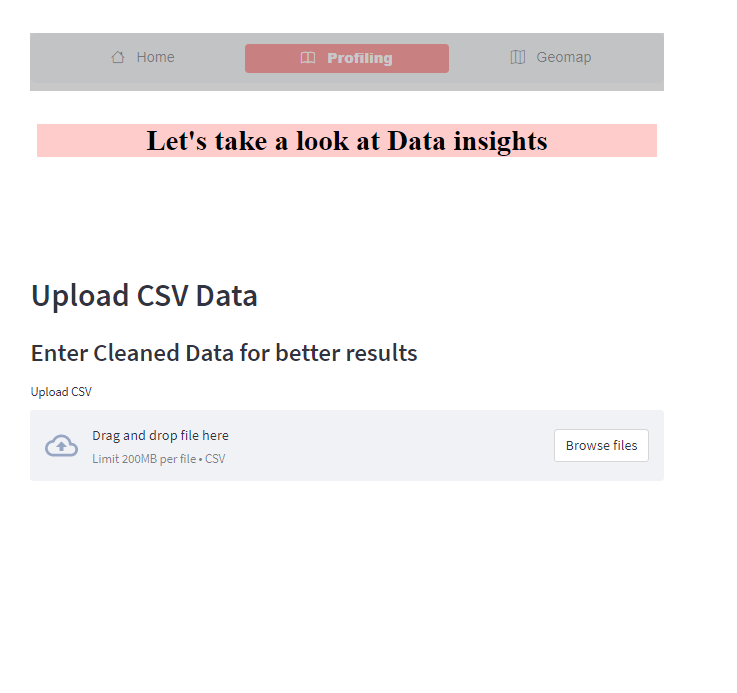 Home
Profiling
Geomap
Let's take a look at Data insights
Upload CSV Data
Enter Cleaned Data for better results
Upload CSV
Drag and drop file here
Limit 200MB per file • CSV
Browse files